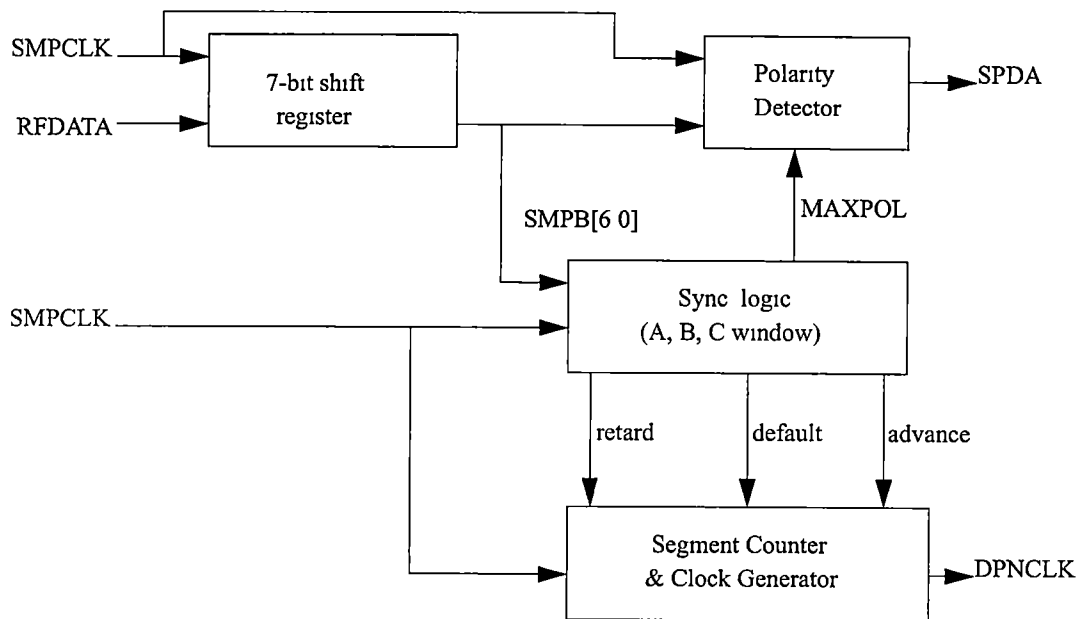 SMPCLK
7-bit shift
register
Polarity
Detector
SPDA
RFDATA
SMPB[6 0]
MAXPOL
SMPCLK
Sync logic
(A, B, C window)
retard
default
advance
Segment Counter
& Clock Generator
DPNCLK